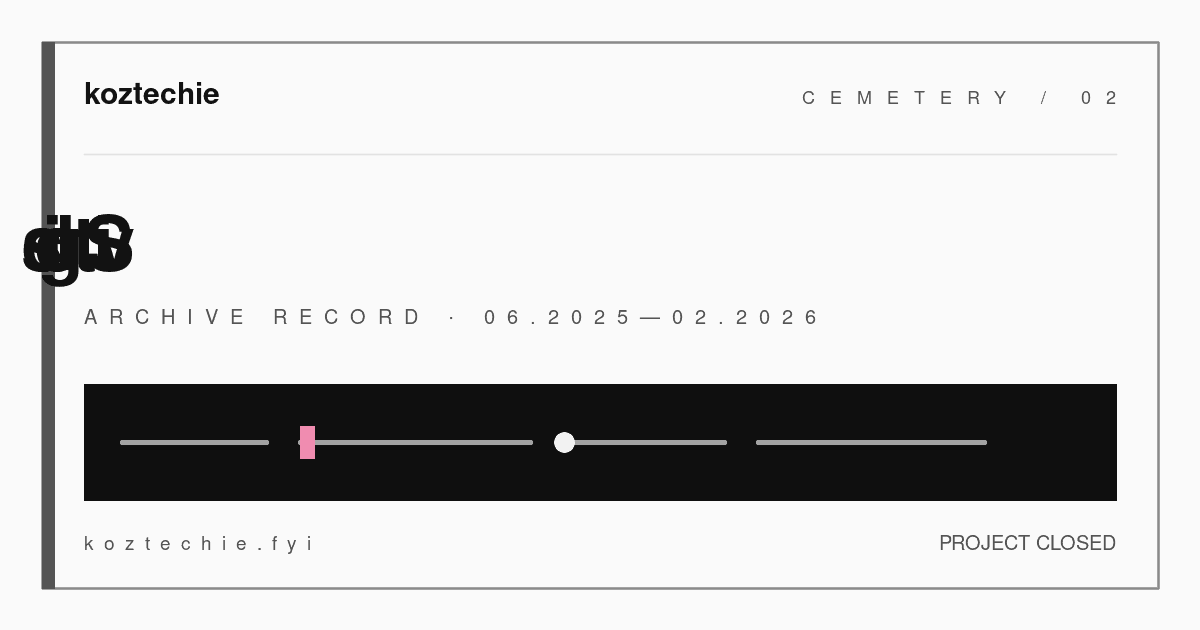 koztechie
CEMETERY / 02
ARCHIVE RECORD · 06.2025—02.2026
koztechie.fyi
PROJECT CLOSED